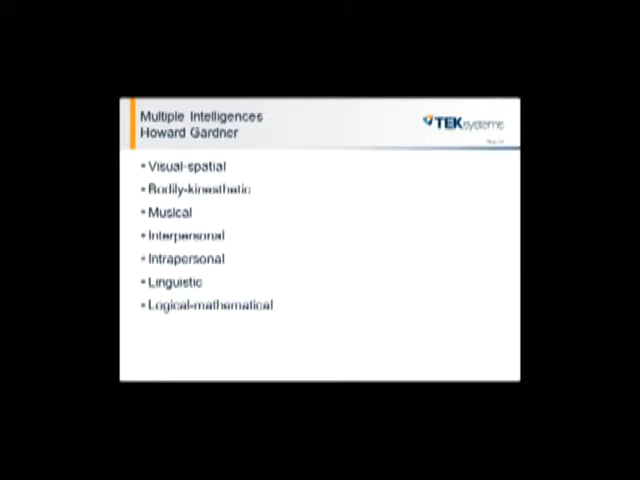 Multiple Intelligences
Howard Gardner
TEKsystems
• Visual-spatial
• Bodily-kinesthetic
• Musical
• Interpersonal
• Intrapersonal
• Linguistic
• Logical-mathematical